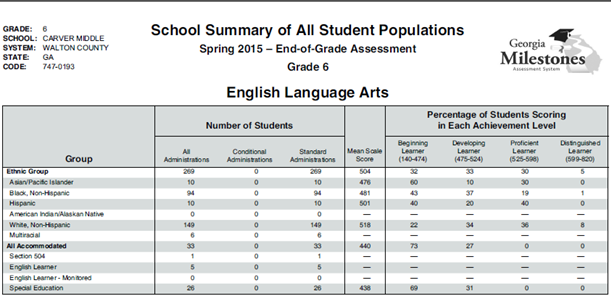 GRADE: 6
SCHOOL: CARVER MIDDLE
SYSTEM: WALTON COUNTY
STATE: GA
CODE: 747-0193
School Summary of All Student Populations
Spring 2015 – End-of-Grade Assessment
Grade 6
Georgia
Milestones
Assessment System
English Language Arts
Group
Number of Students
Percentage of Students Scoring
in Each Achievement Level
All Administrations Conditional Administrations Standard Administrations Mean Scale Score Beginning Learner (140-474) Developing Learner (475-524) Proficient Learner (525-598) Distinguished Learner (599-820)
Ethnic Group 269 0 269 504 32 33 30 5
Asian/Pacific Islander 10 0 10 476 60 10 30 0
Black, Non-Hispanic 94 0 94 481 43 37 19 1
Hispanic 10 0 10 501 40 20 40 0
American Indian/Alaskan Native 0 0 0 — — — — —
White, Non-Hispanic 149 0 149 518 22 34 36 8
Multiracial 6 0 6 — — — — —
All Accommodated 33 0 33 440 73 27 0 0
Section 504 1 0 1 — — — — —
English Learner 5 0 5 — — — — —
English Learner - Monitored 0 0 0 — — — — —
Special Education 26 0 26 438 69 31 0 0